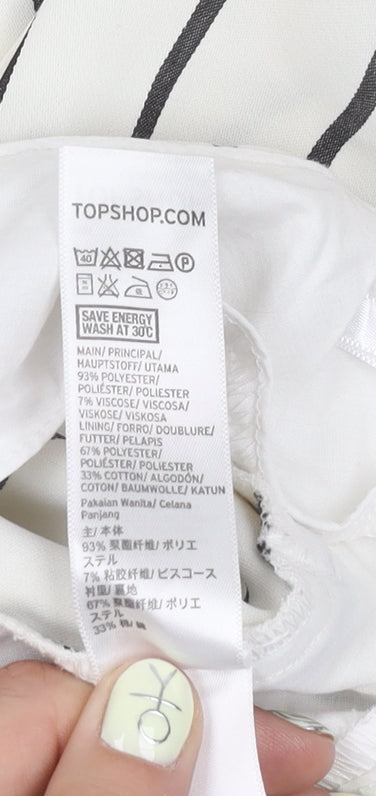 TOPSHOP.COM
40 P
SAVE ENERGY
WASH AT 30°C
MAIN/ PRINCIPAL/
HAUPTSTOFF/ UTAMA
93% POLYESTER/
POLIÉSTER/ POLIESTER
7% VISCOSE/ VISCOSA/
VISKOSE/ VISKOSA
LINING/ FORRO/ DOUBLURE/
FUTTER/ PELAPIS
67% POLYESTER/
POLIÉSTER/ POLIESTER
33% COTTON/ ALGODÓN/
COTON/ BAUMWOLLE/ KATUN
Pakaian Wanita/ Celana
Panjang
主/ 本体
93% 聚酯纤维/ ポリエ
ステル
7% 粘胶纤维/ ビスコース
衬里/ 裏地
67% 聚酯纤维/ ポリエ
ステル
33% 棉/ 綿